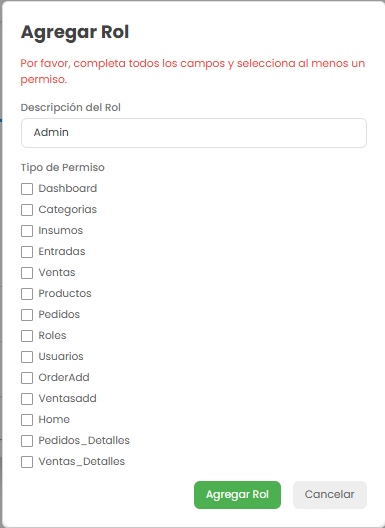 Agregar Rol
Por favor, completa todos los campos y selecciona al menos un
permiso.
Descripción del Rol
Admin
Tipo de Permiso
Dashboard
Categorias
Insumos
Entradas
Ventas
Productos
Pedidos
Roles
Usuarios
OrderAdd
Ventasadd
Home
Pedidos_Detalles
Ventas_Detalles
Agregar Rol
Cancelar